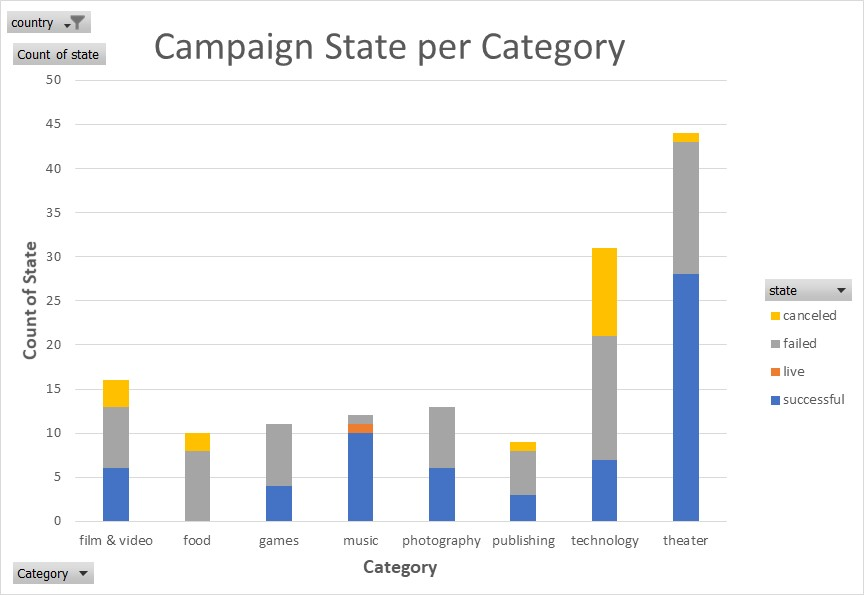 country
Count of state
Campaign State per Category
50
45
40
35
30
25
20
15
10
5
0
Count of State
film & video
food
games
music
photography
publishing
technology
theater
Category
state
canceled
failed
live
successful
Category